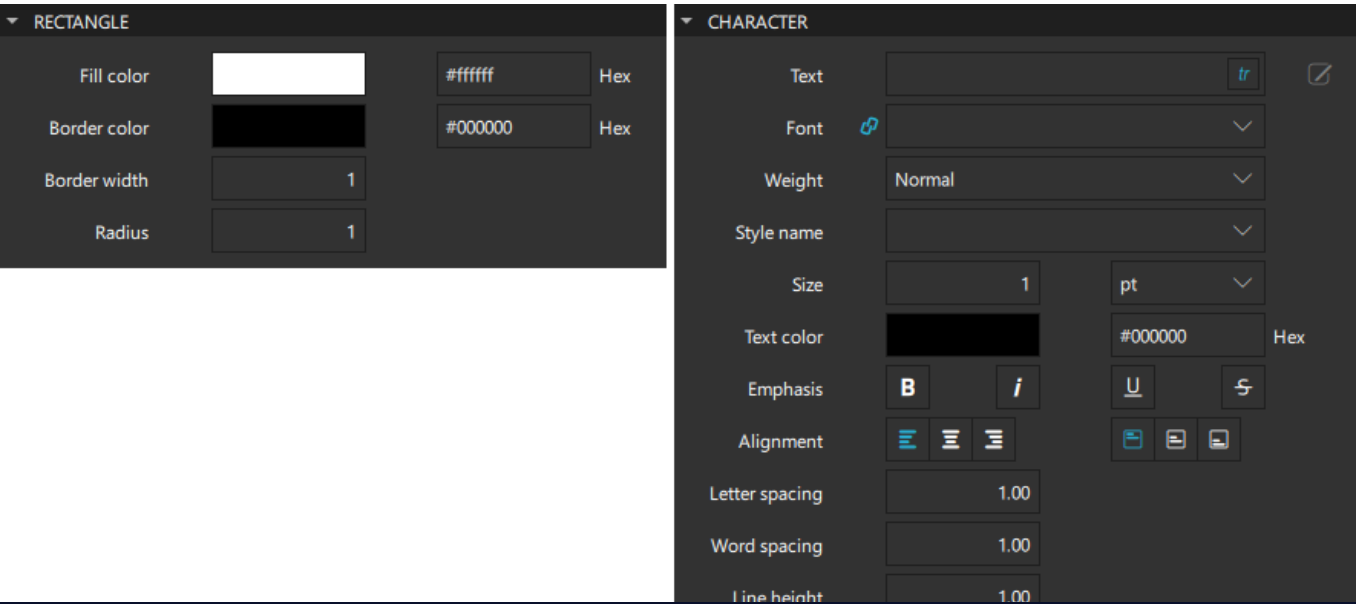 RECTANGLE
Fill color #ffffff Hex
Border color #000000 Hex
Border width 1
Radius 1
CHARACTER
Text tr
Font
Weight Normal
Style name
Size 1 pt
Text color #000000 Hex
Emphasis B i U S
Alignment
Letter spacing 1.00
Word spacing 1.00
Line height 1.00